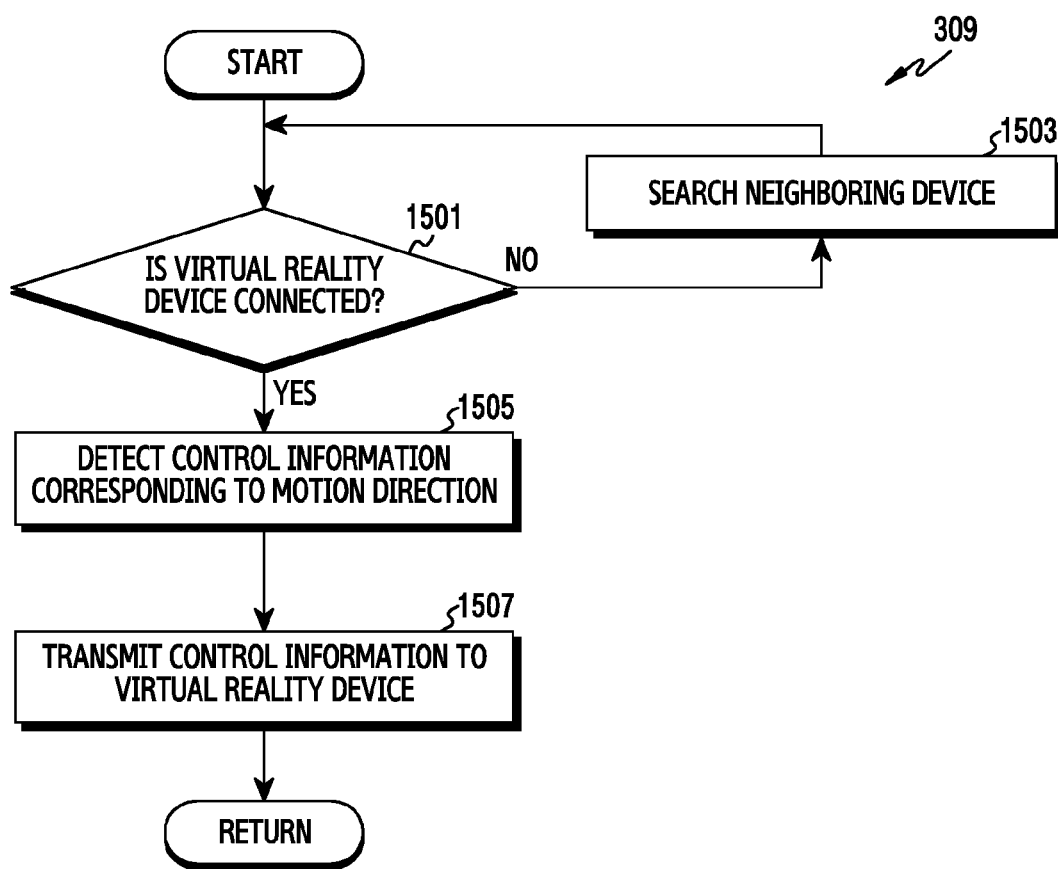 START
309
1503
SEARCH NEIGHBORING DEVICE
1501
IS VIRTUAL REALITY
DEVICE CONNECTED?
NO
YES
1505
DETECT CONTROL INFORMATION
CORRESPONDING TO MOTION DIRECTION
1507
TRANSMIT CONTROL INFORMATION TO
VIRTUAL REALITY DEVICE
RETURN